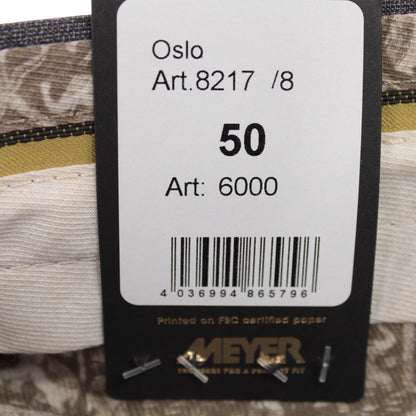 Oslo
Art.8217 /8
50
Art: 6000
4 036994 865796
Printed on FSC certified paper
MEYER
TROUSERS FOR A PERFECT FIT